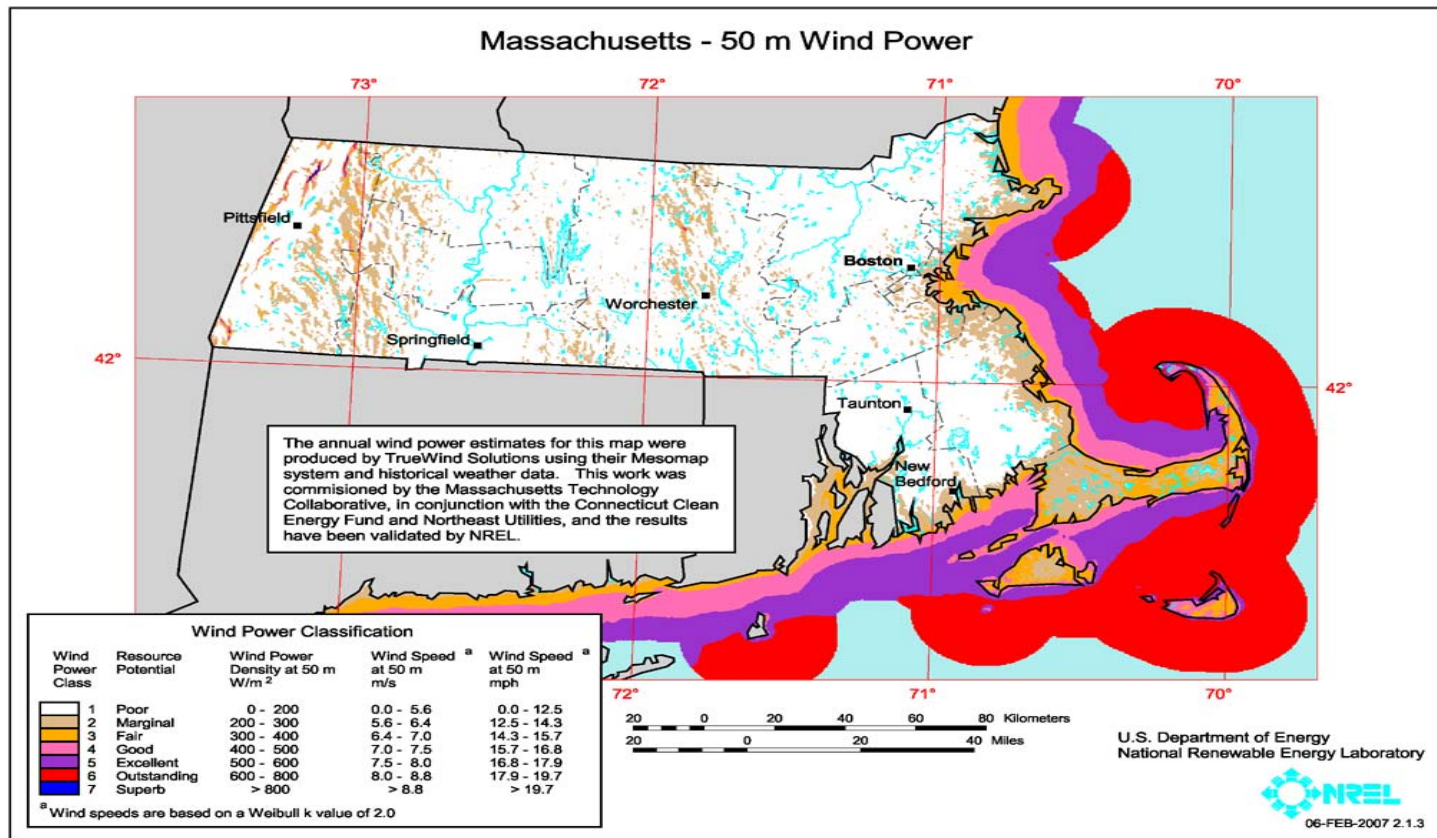 Massachusetts - 50 m Wind Power
73° 72° 71° 70°
Pittsfield
Boston
Worchester
Springfield
42°
42°
Taunton
New
Bedford
The annual wind power estimates for this map were
produced by TrueWind Solutions using their Mesomap
system and historical weather data. This work was
commisioned by the Massachusetts Technology
Collaborative, in conjunction with the Connecticut Clean
Energy Fund and Northeast Utilities, and the results
have been validated by NREL.
72° 71° 70°
Wind Power Classification
Wind Resource Wind Power Wind Speed a Wind Speed a
Power Potential Density at 50 m at 50 m at 50 m
Class W/m 2 m/s mph
1 Poor 0 - 200 0.0 - 5.6 0.0 - 12.5
2 Marginal 200 - 300 5.6 - 6.4 12.5 - 14.3
3 Fair 300 - 400 6.4 - 7.0 14.3 - 15.7
4 Good 400 - 500 7.0 - 7.5 15.7 - 16.8
5 Excellent 500 - 600 7.5 - 8.0 16.8 - 17.9
6 Outstanding 600 - 800 8.0 - 8.8 17.9 - 19.7
7 Superb > 800 > 8.8 > 19.7
a Wind speeds are based on a Weibull k value of 2.0
20 0 20 40 60 80 Kilometers
20 0 20 40 Miles
U.S. Department of Energy
National Renewable Energy Laboratory
NREL
06-FEB-2007 2.1.3